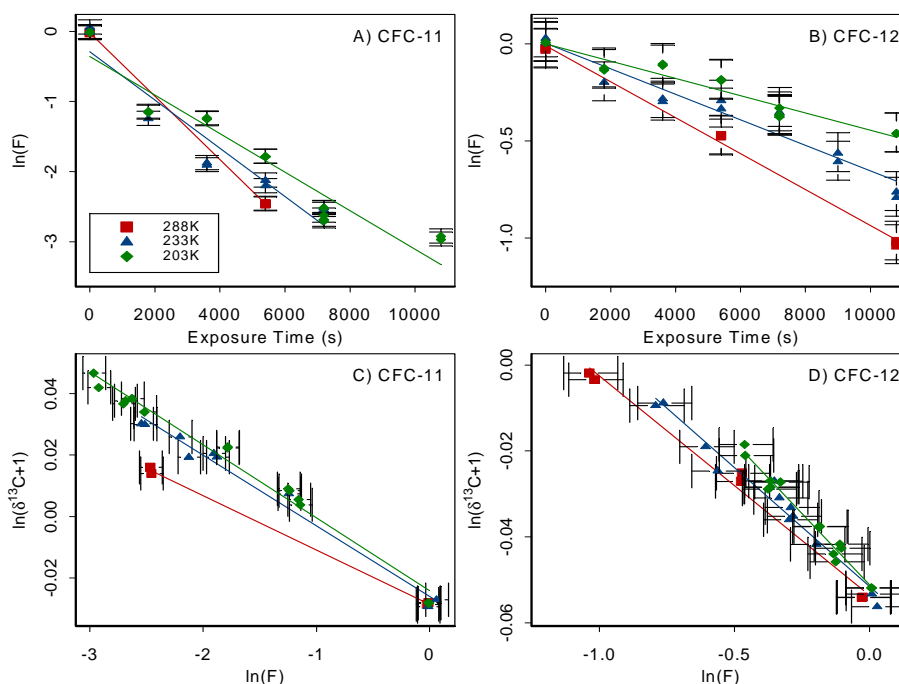 A) CFC-11
ln(F)
0
-1
-2
-3
288K
233K
203K
0 2000 4000 6000 8000 10000
Exposure Time (s)
B) CFC-12
ln(F)
0.0
-0.5
-1.0
0 2000 4000 6000 8000 10000
Exposure Time (s)
C) CFC-11
ln(δ¹³C+1)
0.04
0.02
0.00
-0.02
-3 -2 -1 0
ln(F)
D) CFC-12
ln(δ¹³C+1)
0.00
-0.02
-0.04
-0.06
-1.0 -0.5 0.0
ln(F)